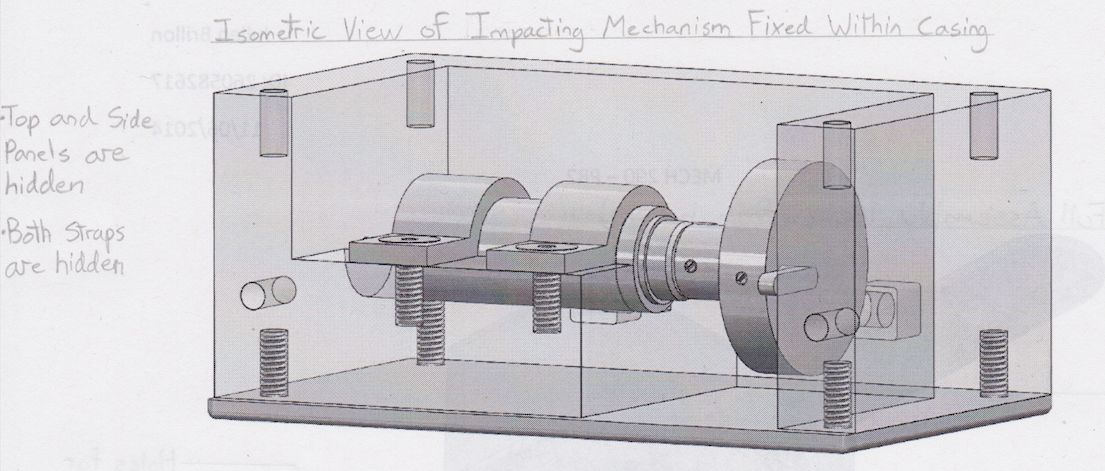 Isometric View of Impacting Mechanism Fixed Within Casing
•Top and Side
Panels are
hidden
•Both Straps
are hidden